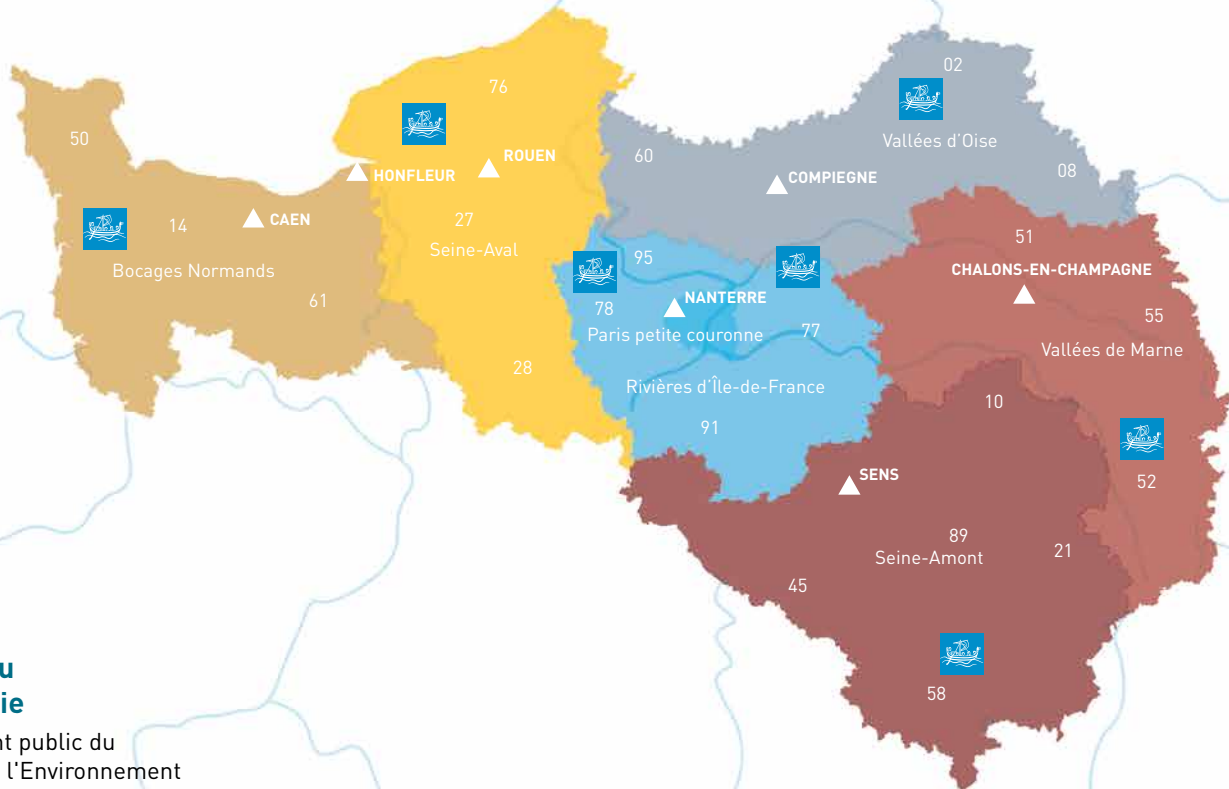 02
76
50
Vallées d'Oise
60
ROUEN
08
COMPIEGNE
HONFLEUR
27
CAEN
14
Seine-Aval
51
95
Bocages Normands
CHALONS-EN-CHAMPAGNE
61
NANTERRE
78
55
Paris petite couronne
77
Vallées de Marne
28
Rivières d'Île-de-France
10
91
SENS
52
89
21
Seine-Amont
45
58
u
ie
nt public du
l'Environnement